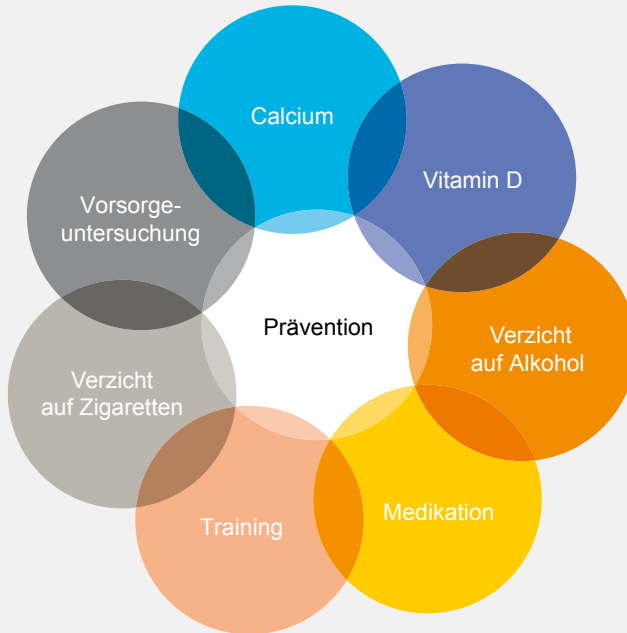 Calcium
Vitamin D
Vorsorge-
untersuchung
Prävention
Verzicht
auf Alkohol
Verzicht
auf Zigaretten
Medikation
Training